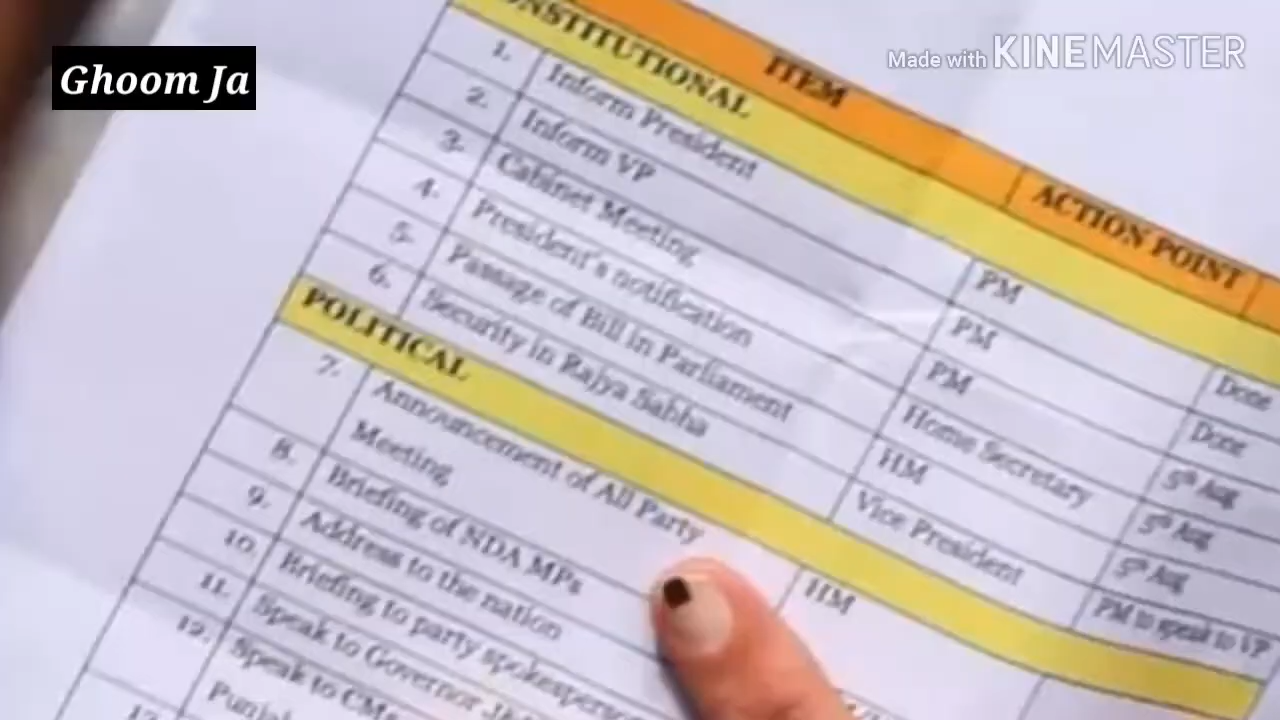 Ghoom Ja
Made with KINEMASTER
ITEM
ACTION POINT
CONSTITUTIONAL
1. Inform President PM Done
2. Inform VP PM Done
3. Cabinet Meeting PM 5th Aug
4. President's notification Home Secretary 5th Aug
5. Passage of Bill in Parliament HM 5th Aug
6. Security in Rajya Sabha Vice President PM to speak to VP
POLITICAL
7. Announcement of All Party HM
Meeting
8. Briefing of NDA MPs
9. Address to the nation
10. Briefing to party spokesperson
11. Speak to Governor
12. Speak to CMs